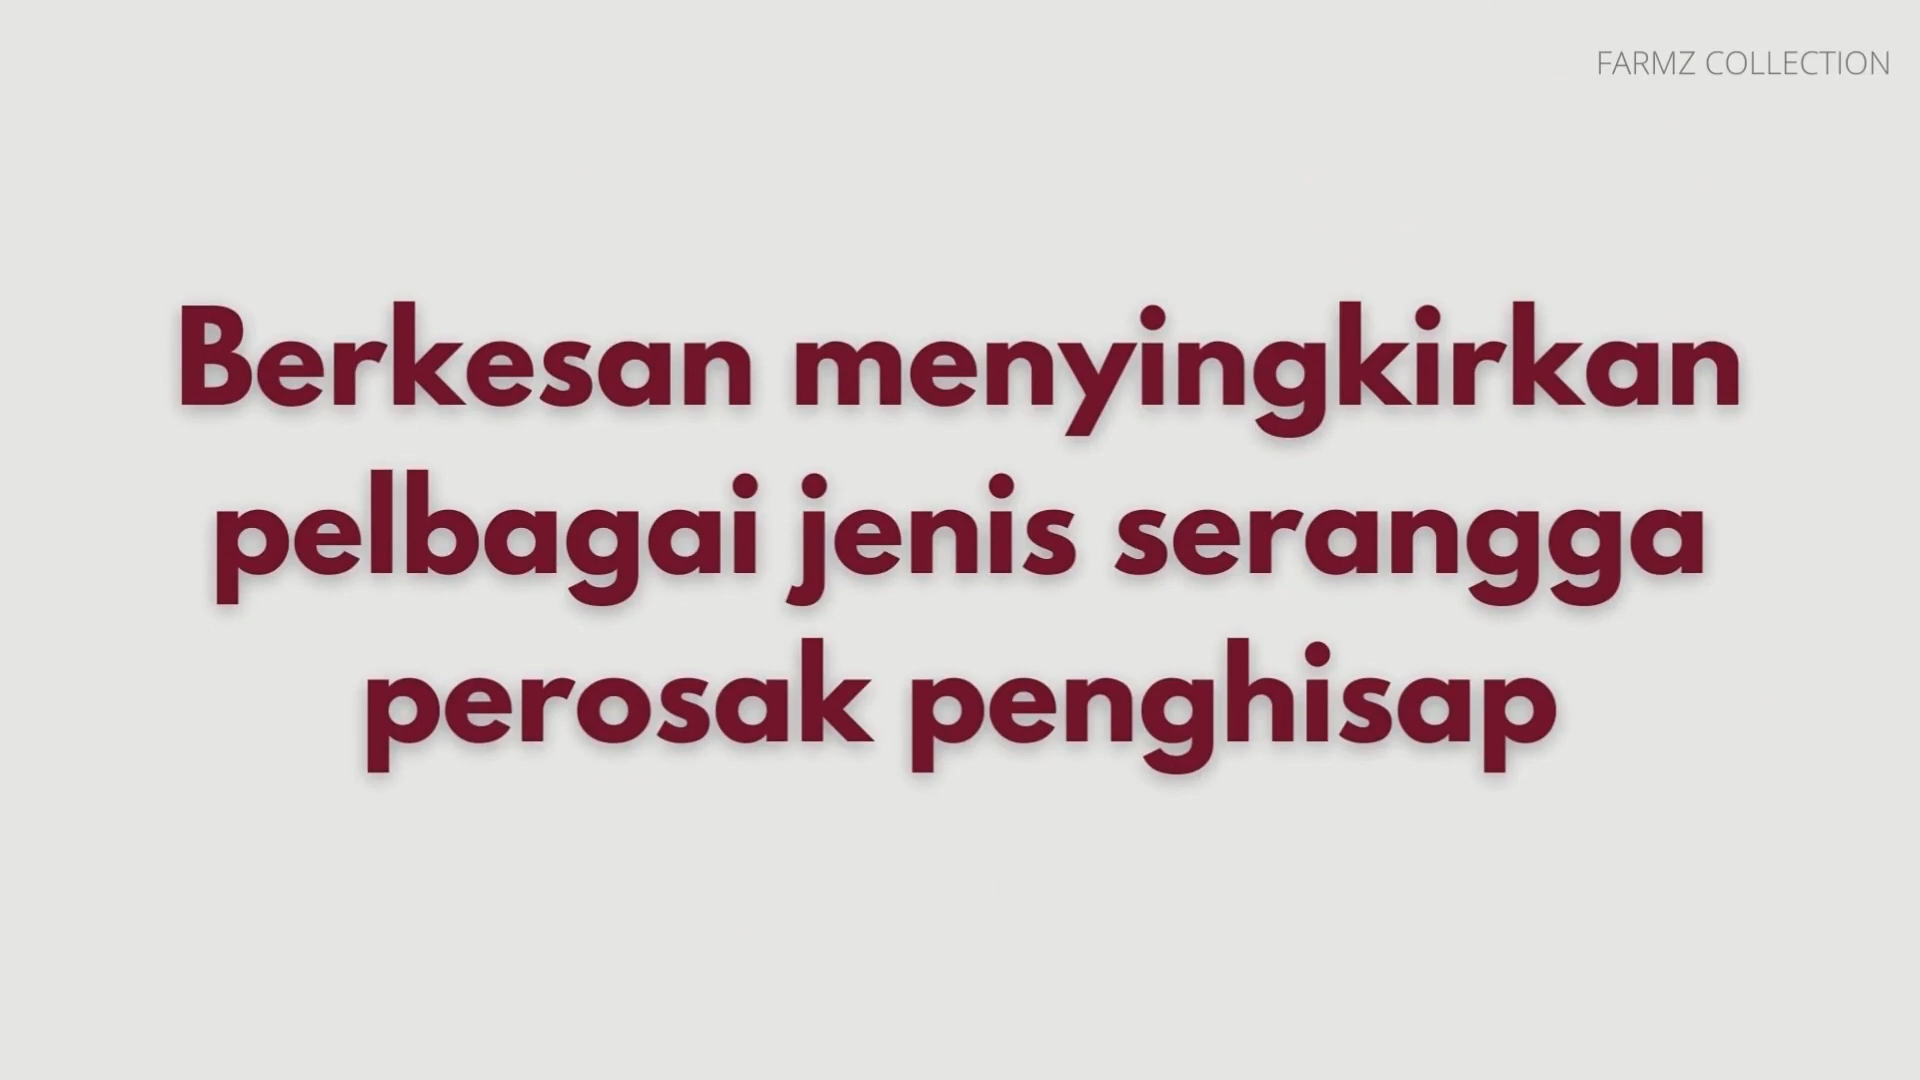 FARMZ COLLECTION
Berkesan menyingkirkan
pelbagai jenis serangga
perosak penghisap